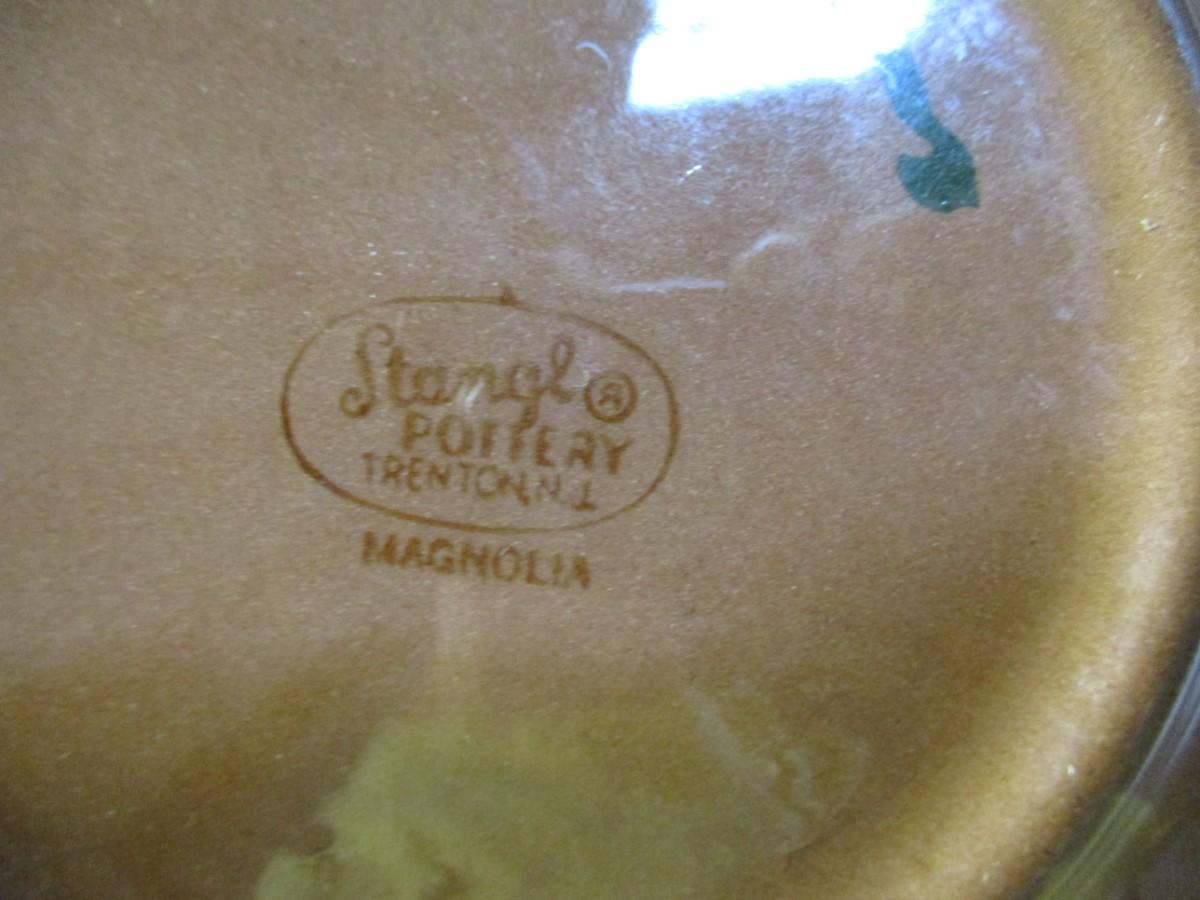 Stangl ®
POTTERY
TRENTON, N.J.
MAGNOLIA